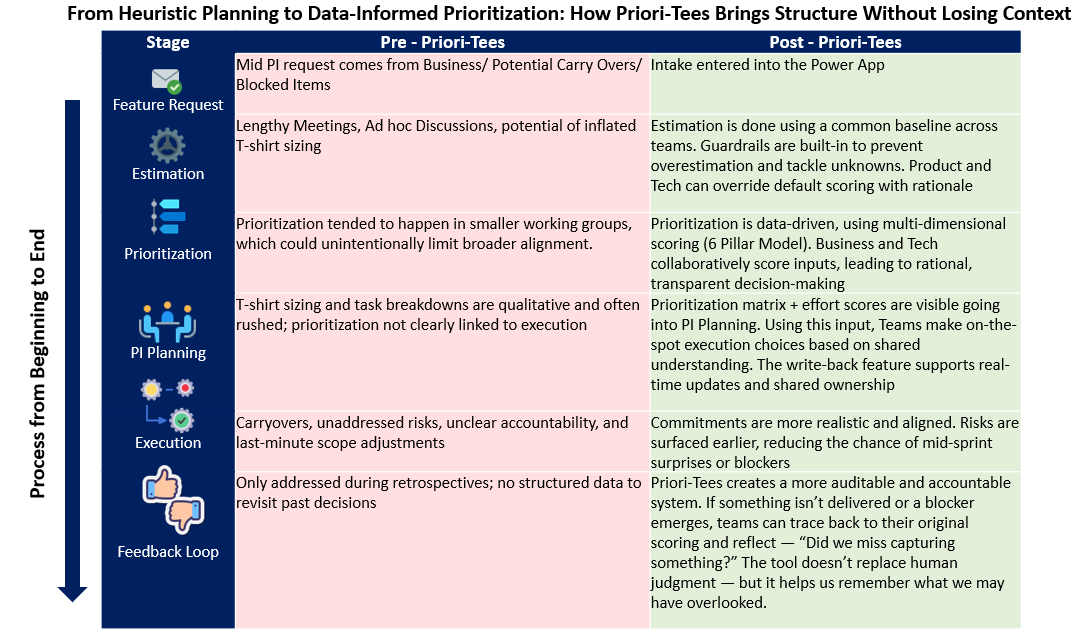 From Heuristic Planning to Data-Informed Prioritization: How Priori-Tees Brings Structure Without Losing Context
Stage
Pre - Priori-Tees
Post - Priori-Tees
Process from Beginning to End
Feature Request
Mid PI request comes from Business/ Potential Carry Overs/
Blocked Items
Intake entered into the Power App
Estimation
Lengthy Meetings, Ad hoc Discussions, potential of inflated
T-shirt sizing
Estimation is done using a common baseline across
teams. Guardrails are built-in to prevent
overestimation and tackle unknowns. Product and
Tech can override default scoring with rationale
Prioritization
Prioritization tended to happen in smaller working groups,
which could unintentionally limit broader alignment.
Prioritization is data-driven, using multi-dimensional
scoring (6 Pillar Model). Business and Tech
collaboratively score inputs, leading to rational,
transparent decision-making
PI Planning
T-shirt sizing and task breakdowns are qualitative and often
rushed; prioritization not clearly linked to execution
Prioritization matrix + effort scores are visible going
into PI Planning. Using this input, Teams make on-the-
spot execution choices based on shared
understanding. The write-back feature supports real-
time updates and shared ownership
Execution
Carryovers, unaddressed risks, unclear accountability, and
last-minute scope adjustments
Commitments are more realistic and aligned. Risks are
surfaced earlier, reducing the chance of mid-sprint
surprises or blockers
Feedback Loop
Only addressed during retrospectives; no structured data to
revisit past decisions
Priori-Tees creates a more auditable and accountable
system. If something isn’t delivered or a blocker
emerges, teams can trace back to their original
scoring and reflect — “Did we miss capturing
something?” The tool doesn’t replace human
judgment — but it helps us remember what we may
have overlooked.